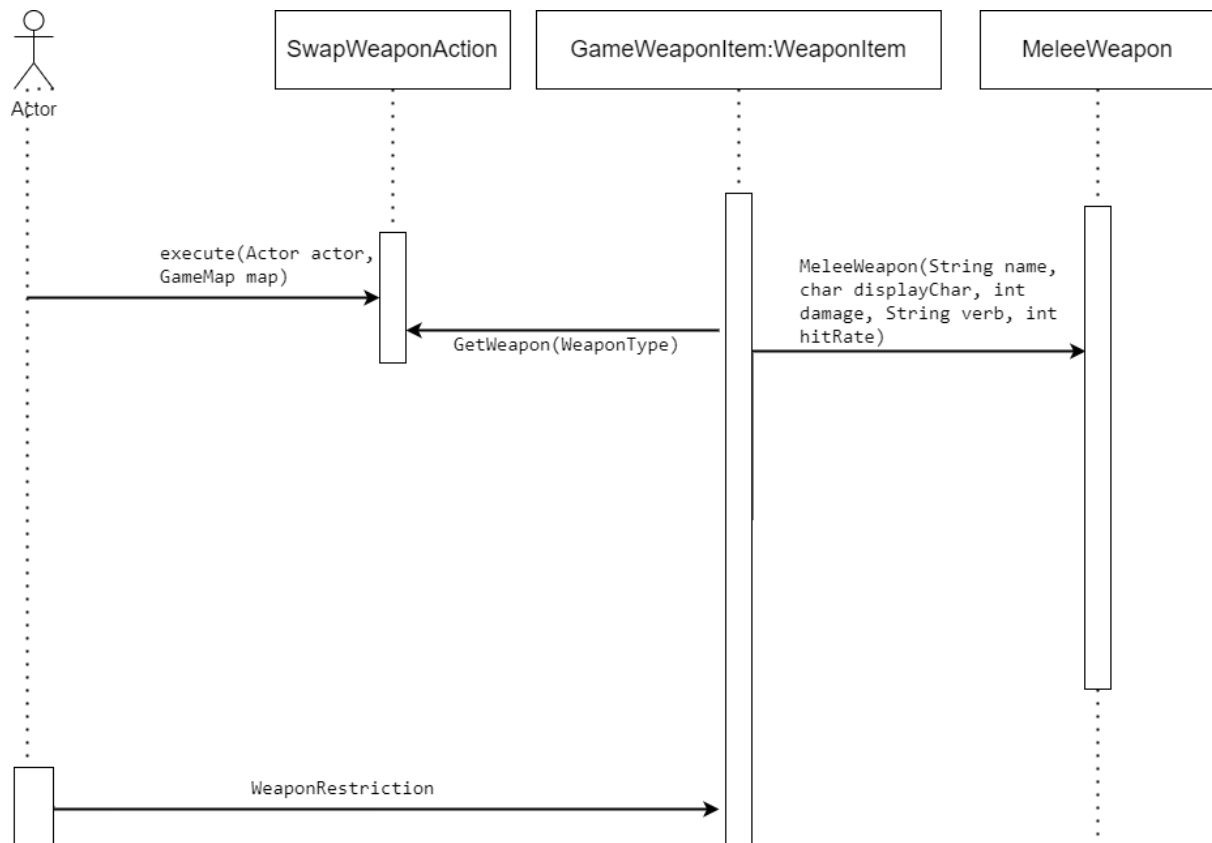 Actor
SwapWeaponAction
GameWeaponItem:WeaponItem
MeleeWeapon
execute(Actor actor,
GameMap map)
MeleeWeapon(String name,
char displayChar, int
damage, String verb, int
hitRate)
GetWeapon(WeaponType)
WeaponRestriction